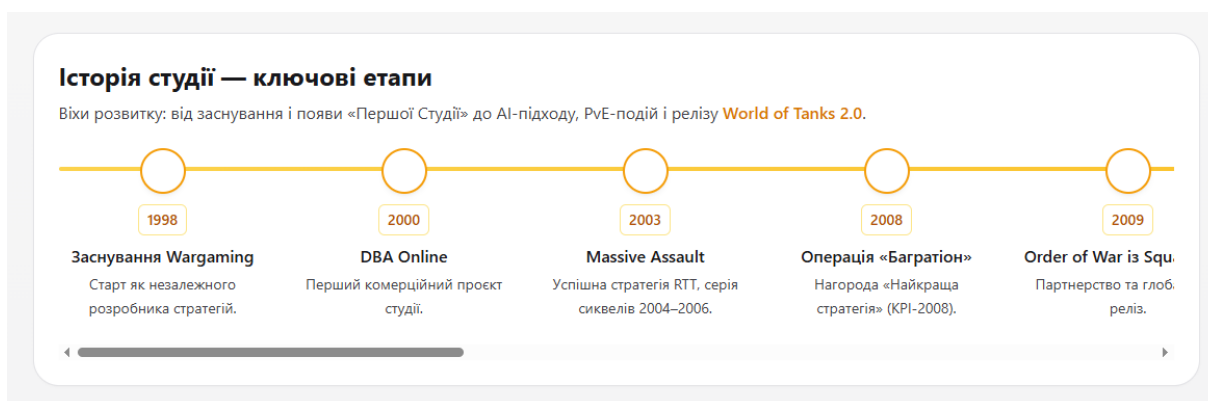 Історія студії — ключові етапи
Віхи розвитку: від заснування і появи «Першої Студії» до AI-підходу, PvE-подій і релізу World of Tanks 2.0.
1998
Заснування Wargaming
Старт як незалежного
розробника стратегій.
2000
DBA Online
Перший комерційний проєкт
студії.
2003
Massive Assault
Успішна стратегія RTT, серія
сиквелів 2004–2006.
2008
Операція «Багратіон»
Нагорода «Найкраща
стратегія» (КРІ-2008).
2009
Order of War із
Партнерство та
реліз.